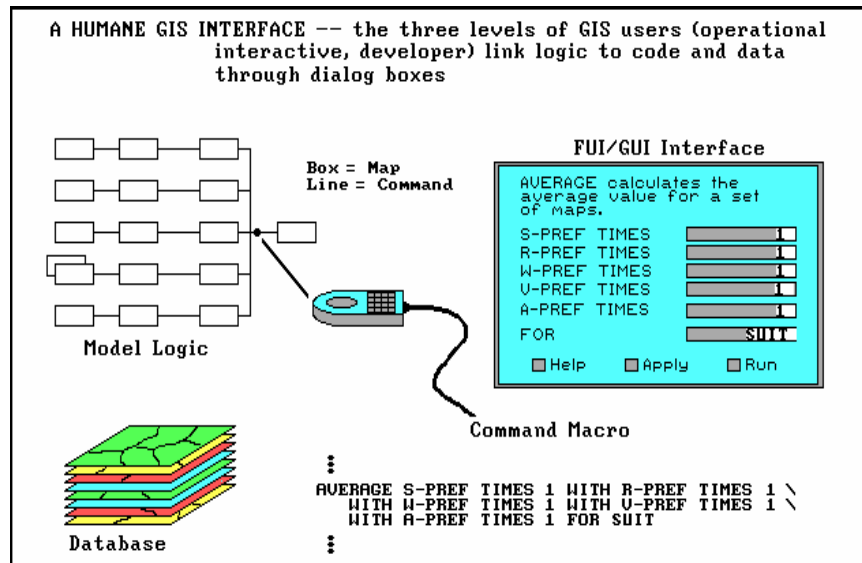 A HUMANE GIS INTERFACE -- the three levels of GIS users (operational
interactive, developer) link logic to code and data
through dialog boxes
Box = Map
Line = Command
Model Logic
FUI/GUI Interface
AVERAGE calculates the
average value for a set
of maps.
S-PREF TIMES 1
R-PREF TIMES 1
W-PREF TIMES 1
V-PREF TIMES 1
A-PREF TIMES 1
FOR SUIT
Help Apply Run
Command Macro
AVERAGE S-PREF TIMES 1 WITH R-PREF TIMES 1 \
WITH W-PREF TIMES 1 WITH V-PREF TIMES 1 \
WITH A-PREF TIMES 1 FOR SUIT
Database